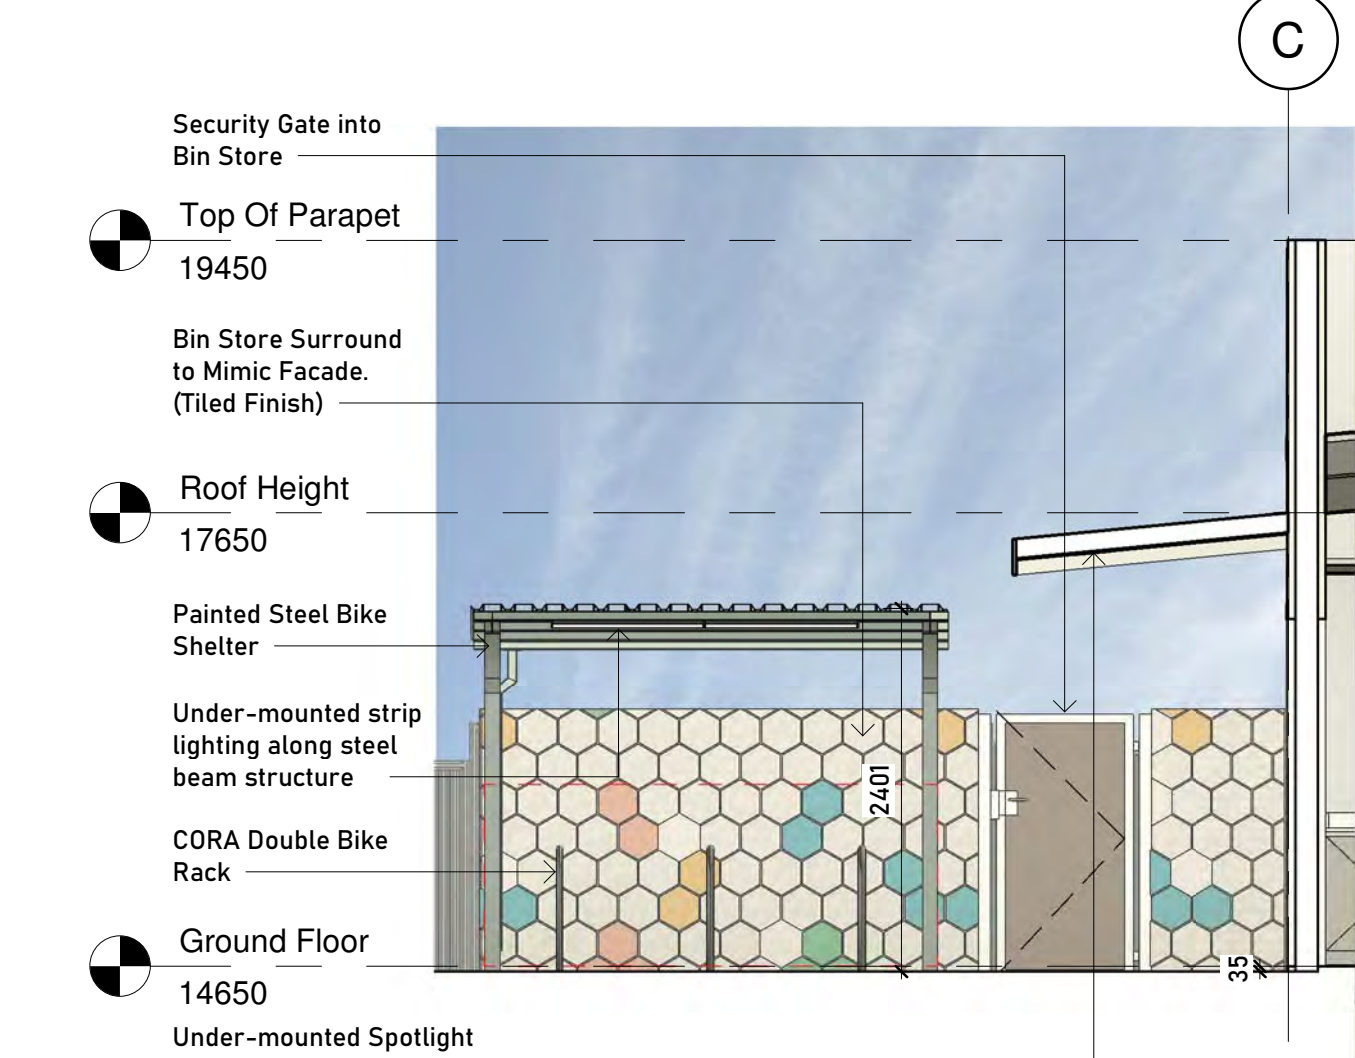 C
Security Gate into
Bin Store
Top Of Parapet
19450
Bin Store Surround
to Mimic Facade.
(Tiled Finish)
Roof Height
17650
Painted Steel Bike
Shelter
Under-mounted strip
lighting along steel
beam structure
2401
CORA Double Bike
Rack
Ground Floor
14650
35
Under-mounted Spotlight